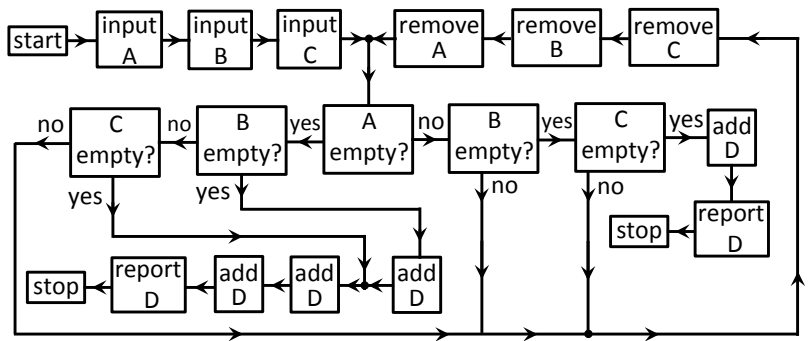 start
input
A
input
B
input
C
remove
A
remove
B
remove
C
no
C
empty?
no
B
empty?
yes
A
empty?
no
B
empty?
yes
C
empty?
yes
add
D
yes
yes
no
no
stop
report
D
stop
report
D
add
D
add
D
add
D